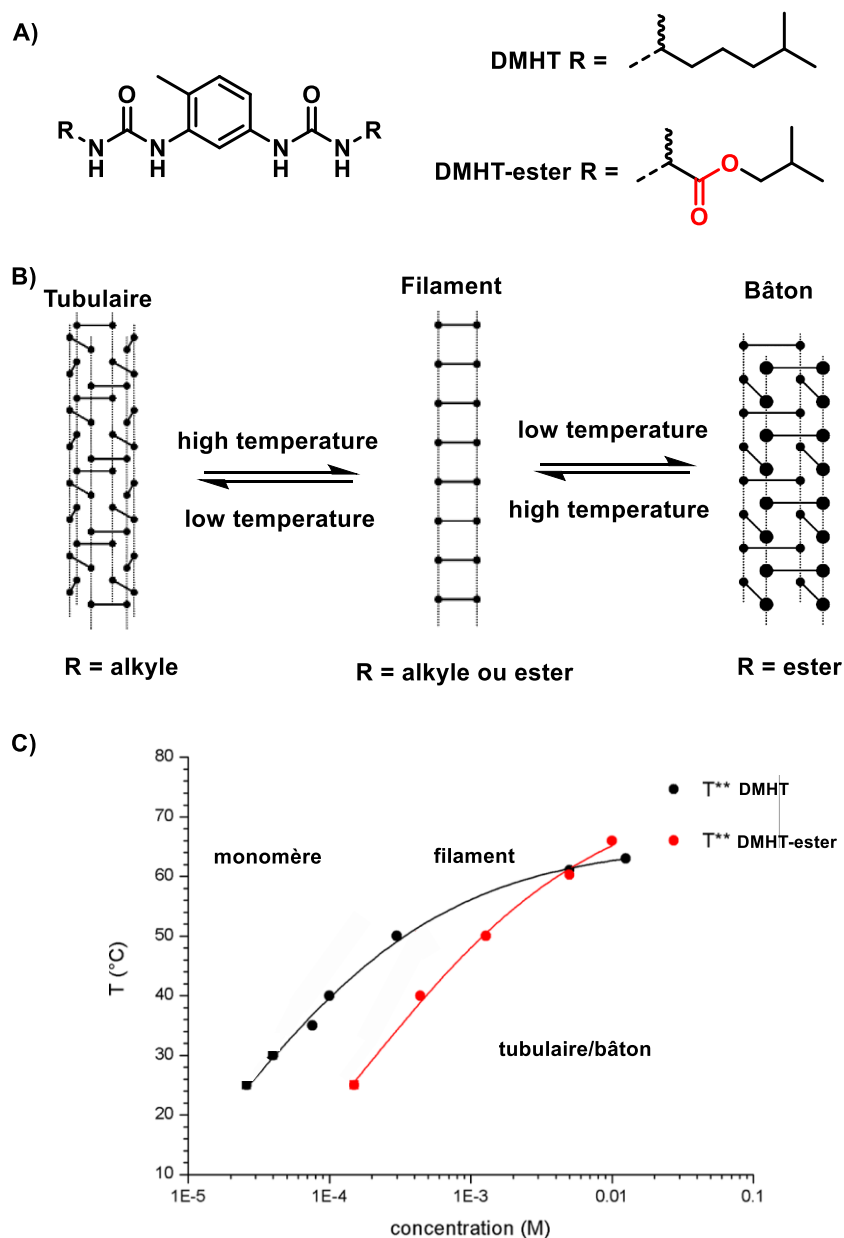 A)
DMHT R =
O
O
R
R
N
N
N
N
H
H
H
H
DMHT-ester R =
O
O
B)
Tubulaire
Filament
Bâton
high temperature
low temperature
low temperature
high temperature
R = alkyle
R = alkyle ou ester
R = ester
C)
80
70
60
50
40
30
20
10
T (°C)
T** DMHT
T** DMHT-ester
monomère
filament
tubulaire/bâton
1E-5
1E-4
1E-3
0.01
0.1
concentration (M)